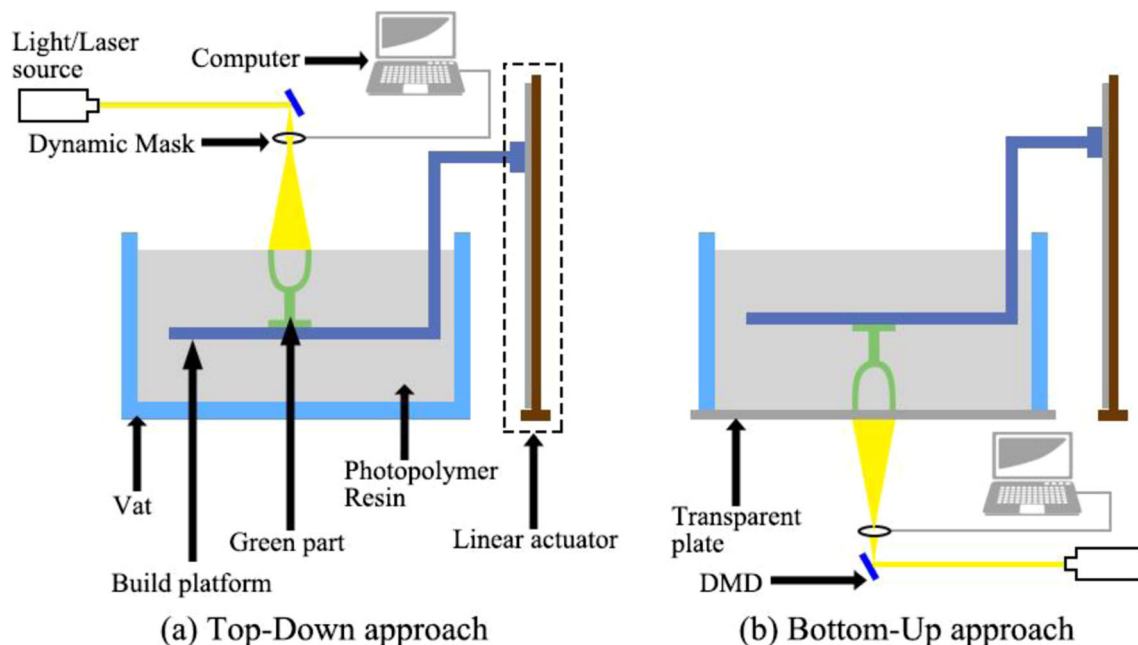 Light/Laser
source
Computer
Dynamic Mask
Vat
Build platform
Green part
Photopolymer
Resin
Linear actuator
(a) Top-Down approach
Transparent
plate
DMD
(b) Bottom-Up approach